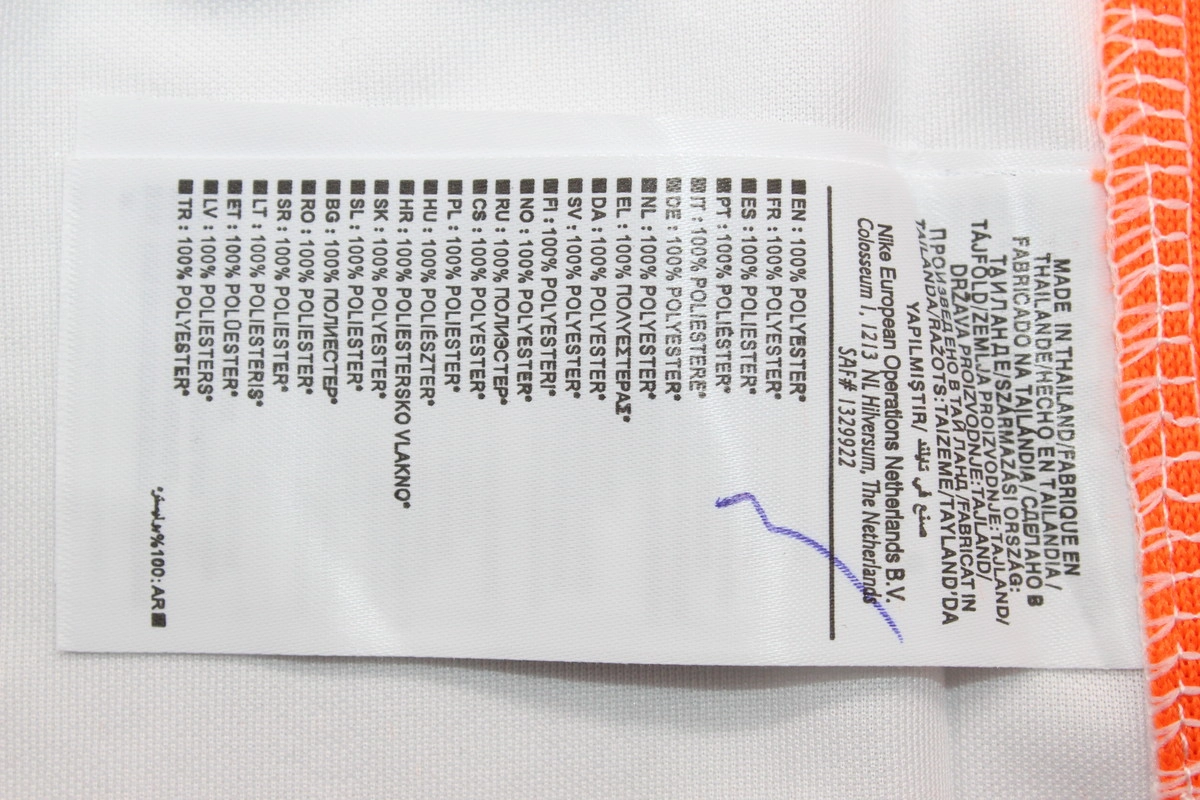 MADE IN THAILAND/FABRIQUE EN
THAILANDE/HECHO EN TAILANDIA/
FABRICADO NA TAILÂNDIA/СДЕЛАНО В
ТАИЛАНДЕ/SZÁRMAZÁSI ORSZÁG:
TÁJFÖLD/ZEMLJA PROIZVODNJE:TAJLAND/
DRŽAVA PROIZVODNJE:TAJLAND/
ПРОИЗВЕДЕНО В ТАЙЛАНД/FABRICAT IN
TAILANDA/RAŽOTS:TAIZEME/TAYLAND'DA
YAPILMIŞTIR/ صنع في تايلند
Nike European Operations Netherlands B.V.
Colosseum 1, 1213 NL Hilversum, The Netherlands
SAF# 1329922
■ EN : 100% POLYESTER*
■ FR : 100% POLYESTER*
■ ES : 100% POLIÉSTER*
■ PT : 100% POLIÉSTER*
■ IT : 100% POLIESTERE*
■ DE : 100% POLYESTER*
■ NL : 100% POLYESTER*
■ EL : 100% ΠΟΛΥΕΣΤΕΡΑΣ*
■ DA : 100% POLYESTER*
■ SV : 100% POLYESTER*
■ FI : 100% POLYESTERI*
■ NO : 100% POLYESTER*
■ RU : 100% ПОЛИЭСТЕР*
■ CS : 100% POLYESTER*
■ PL : 100% POLIESTER*
■ HU : 100% POLIÉSZTER*
■ HR : 100% POLIESTERSKO VLAKNO*
■ SK : 100% POLYESTER*
■ SL : 100% POLIESTER*
■ BG : 100% ПОЛИЕСТЕР*
■ RO : 100% POLIESTER*
■ SR : 100% POLIESTER*
■ LT : 100% POLIESTERIS*
■ ET : 100% POLÜESTER*
■ LV : 100% POLIESTERS*
■ TR : 100% POLYESTER*
■ AR :100% بوليستر*